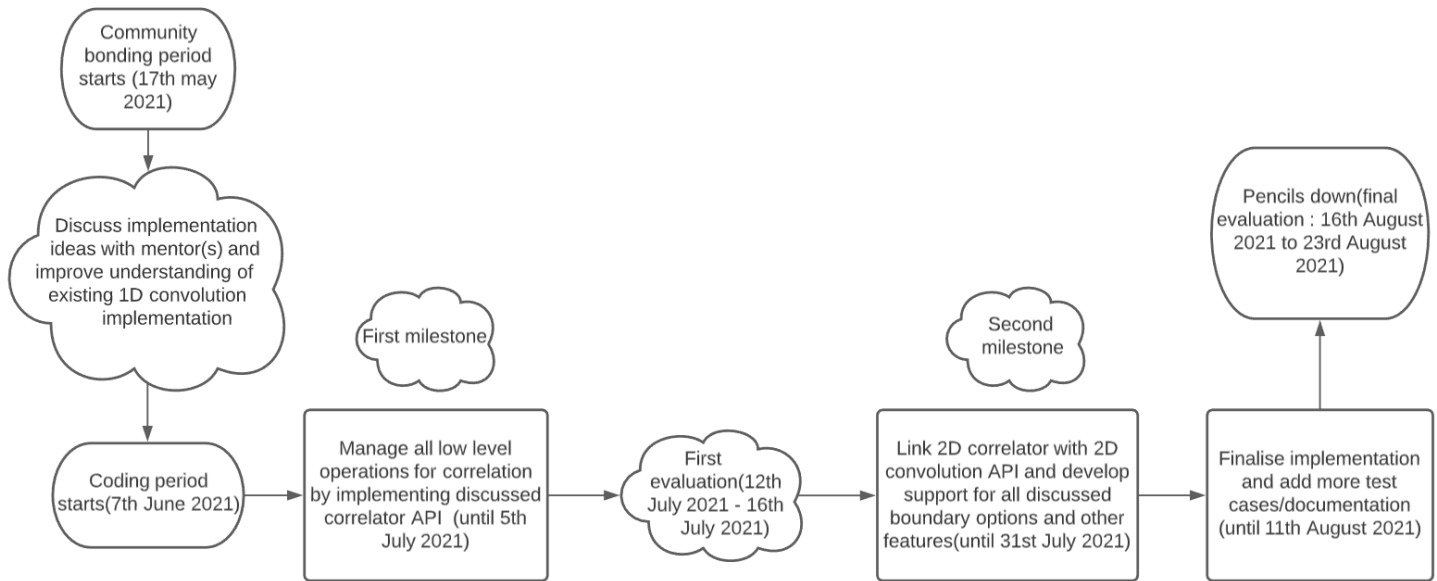 Community
bonding period
starts (17th may
2021)
Discuss implementation
ideas with mentor(s) and
improve understanding of
existing 1D convolution
implementation
Coding period
starts(7th June 2021)
First milestone
Manage all low level
operations for correlation
by implementing discussed
correlator API  (until 5th
July 2021)
First
evaluation(12th
July 2021 - 16th
July 2021)
Second
milestone
Link 2D correlator with 2D
convolution API and develop
support for all discussed
boundary options and other
features(until 31st July 2021)
Finalise implementation
and add more test
cases/documentation
(until 11th August 2021)
Pencils down(final
evaluation : 16th August
2021 to 23rd August
2021)